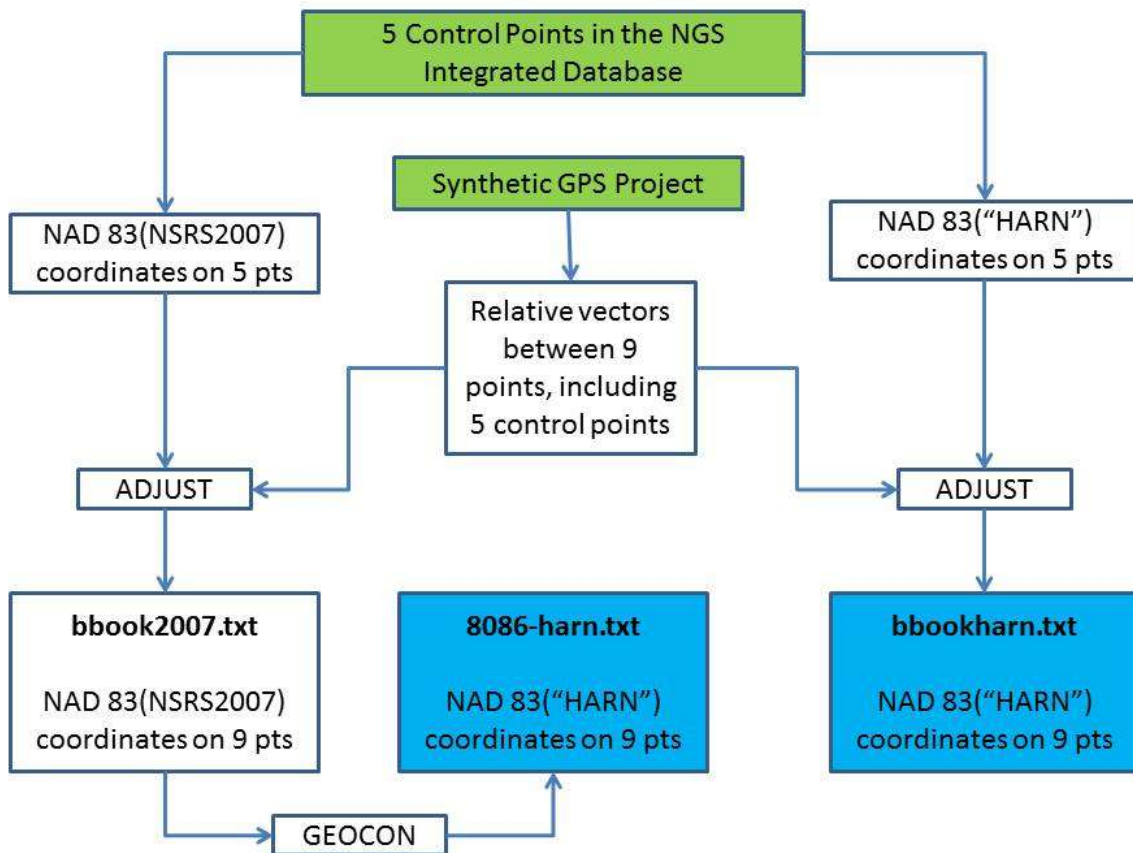 5 Control Points in the NGS
Integrated Database
Synthetic GPS Project
NAD 83(NSRS2007)
coordinates on 5 pts
NAD 83(“HARN”)
coordinates on 5 pts
Relative vectors
between 9
points, including
5 control points
ADJUST
ADJUST
bbook2007.txt
NAD 83(NSRS2007)
coordinates on 9 pts
8086-harn.txt
NAD 83(“HARN”)
coordinates on 9 pts
bbookharn.txt
NAD 83(“HARN”)
coordinates on 9 pts
GEOCON